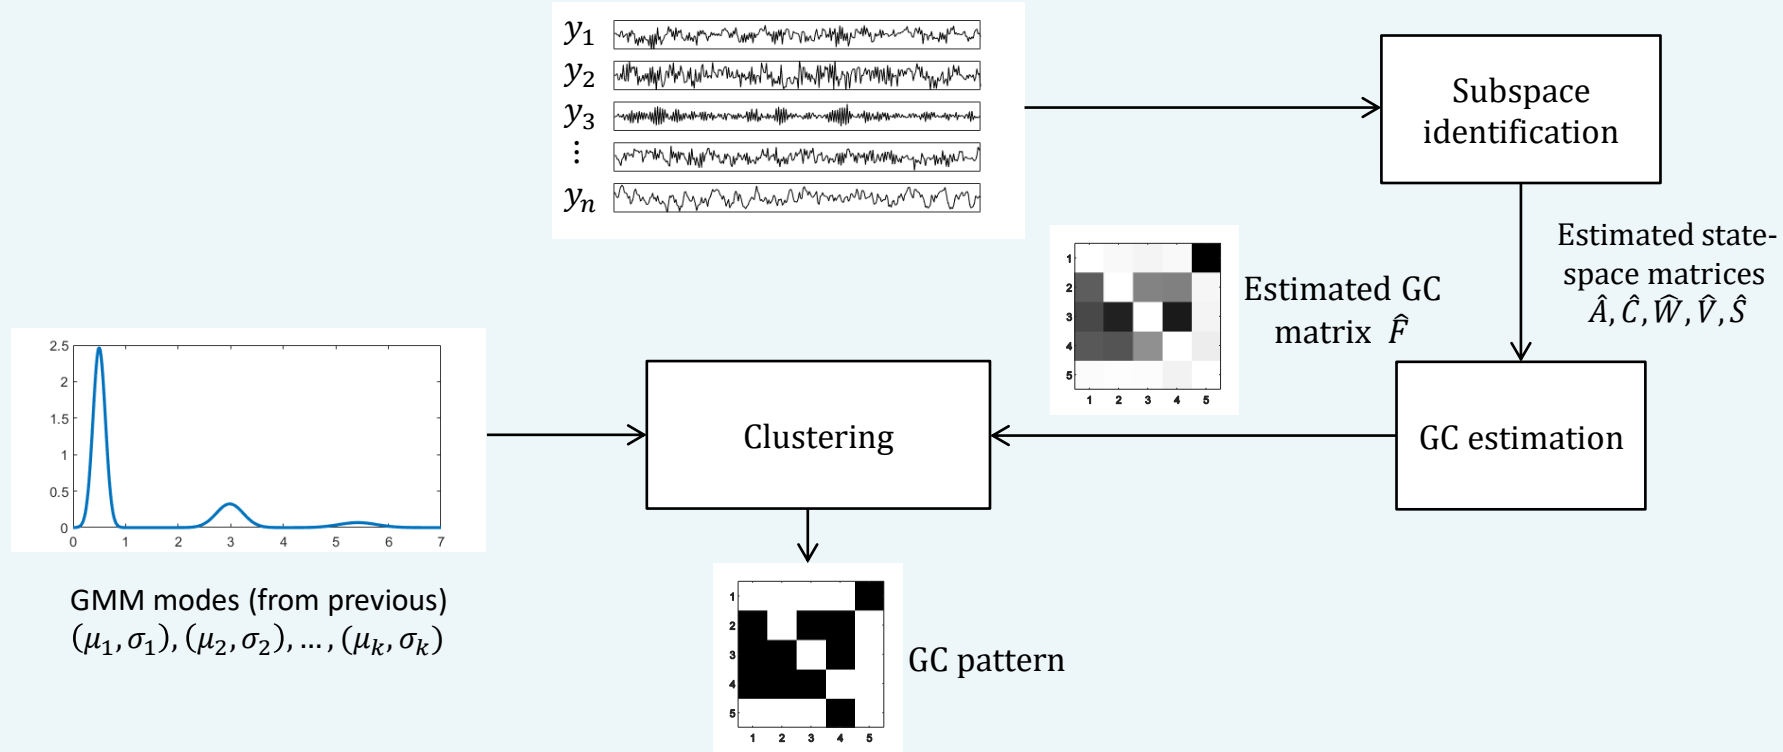 y₁
y₂
y₃
⋮
yₙ
Subspace
identification
Estimated state-
space matrices
Â, Ĉ, Ŵ, V̂, Ŝ
1
2
3
4
5
1 2 3 4 5
Estimated GC
matrix F̂
GC estimation
Clustering
2.5
2
1.5
1
0.5
0
0 1 2 3 4 5 6 7
GMM modes (from previous)
(μ₁, σ₁), (μ₂, σ₂), ..., (μₖ, σₖ)
1
2
3
4
5
1 2 3 4 5
GC pattern